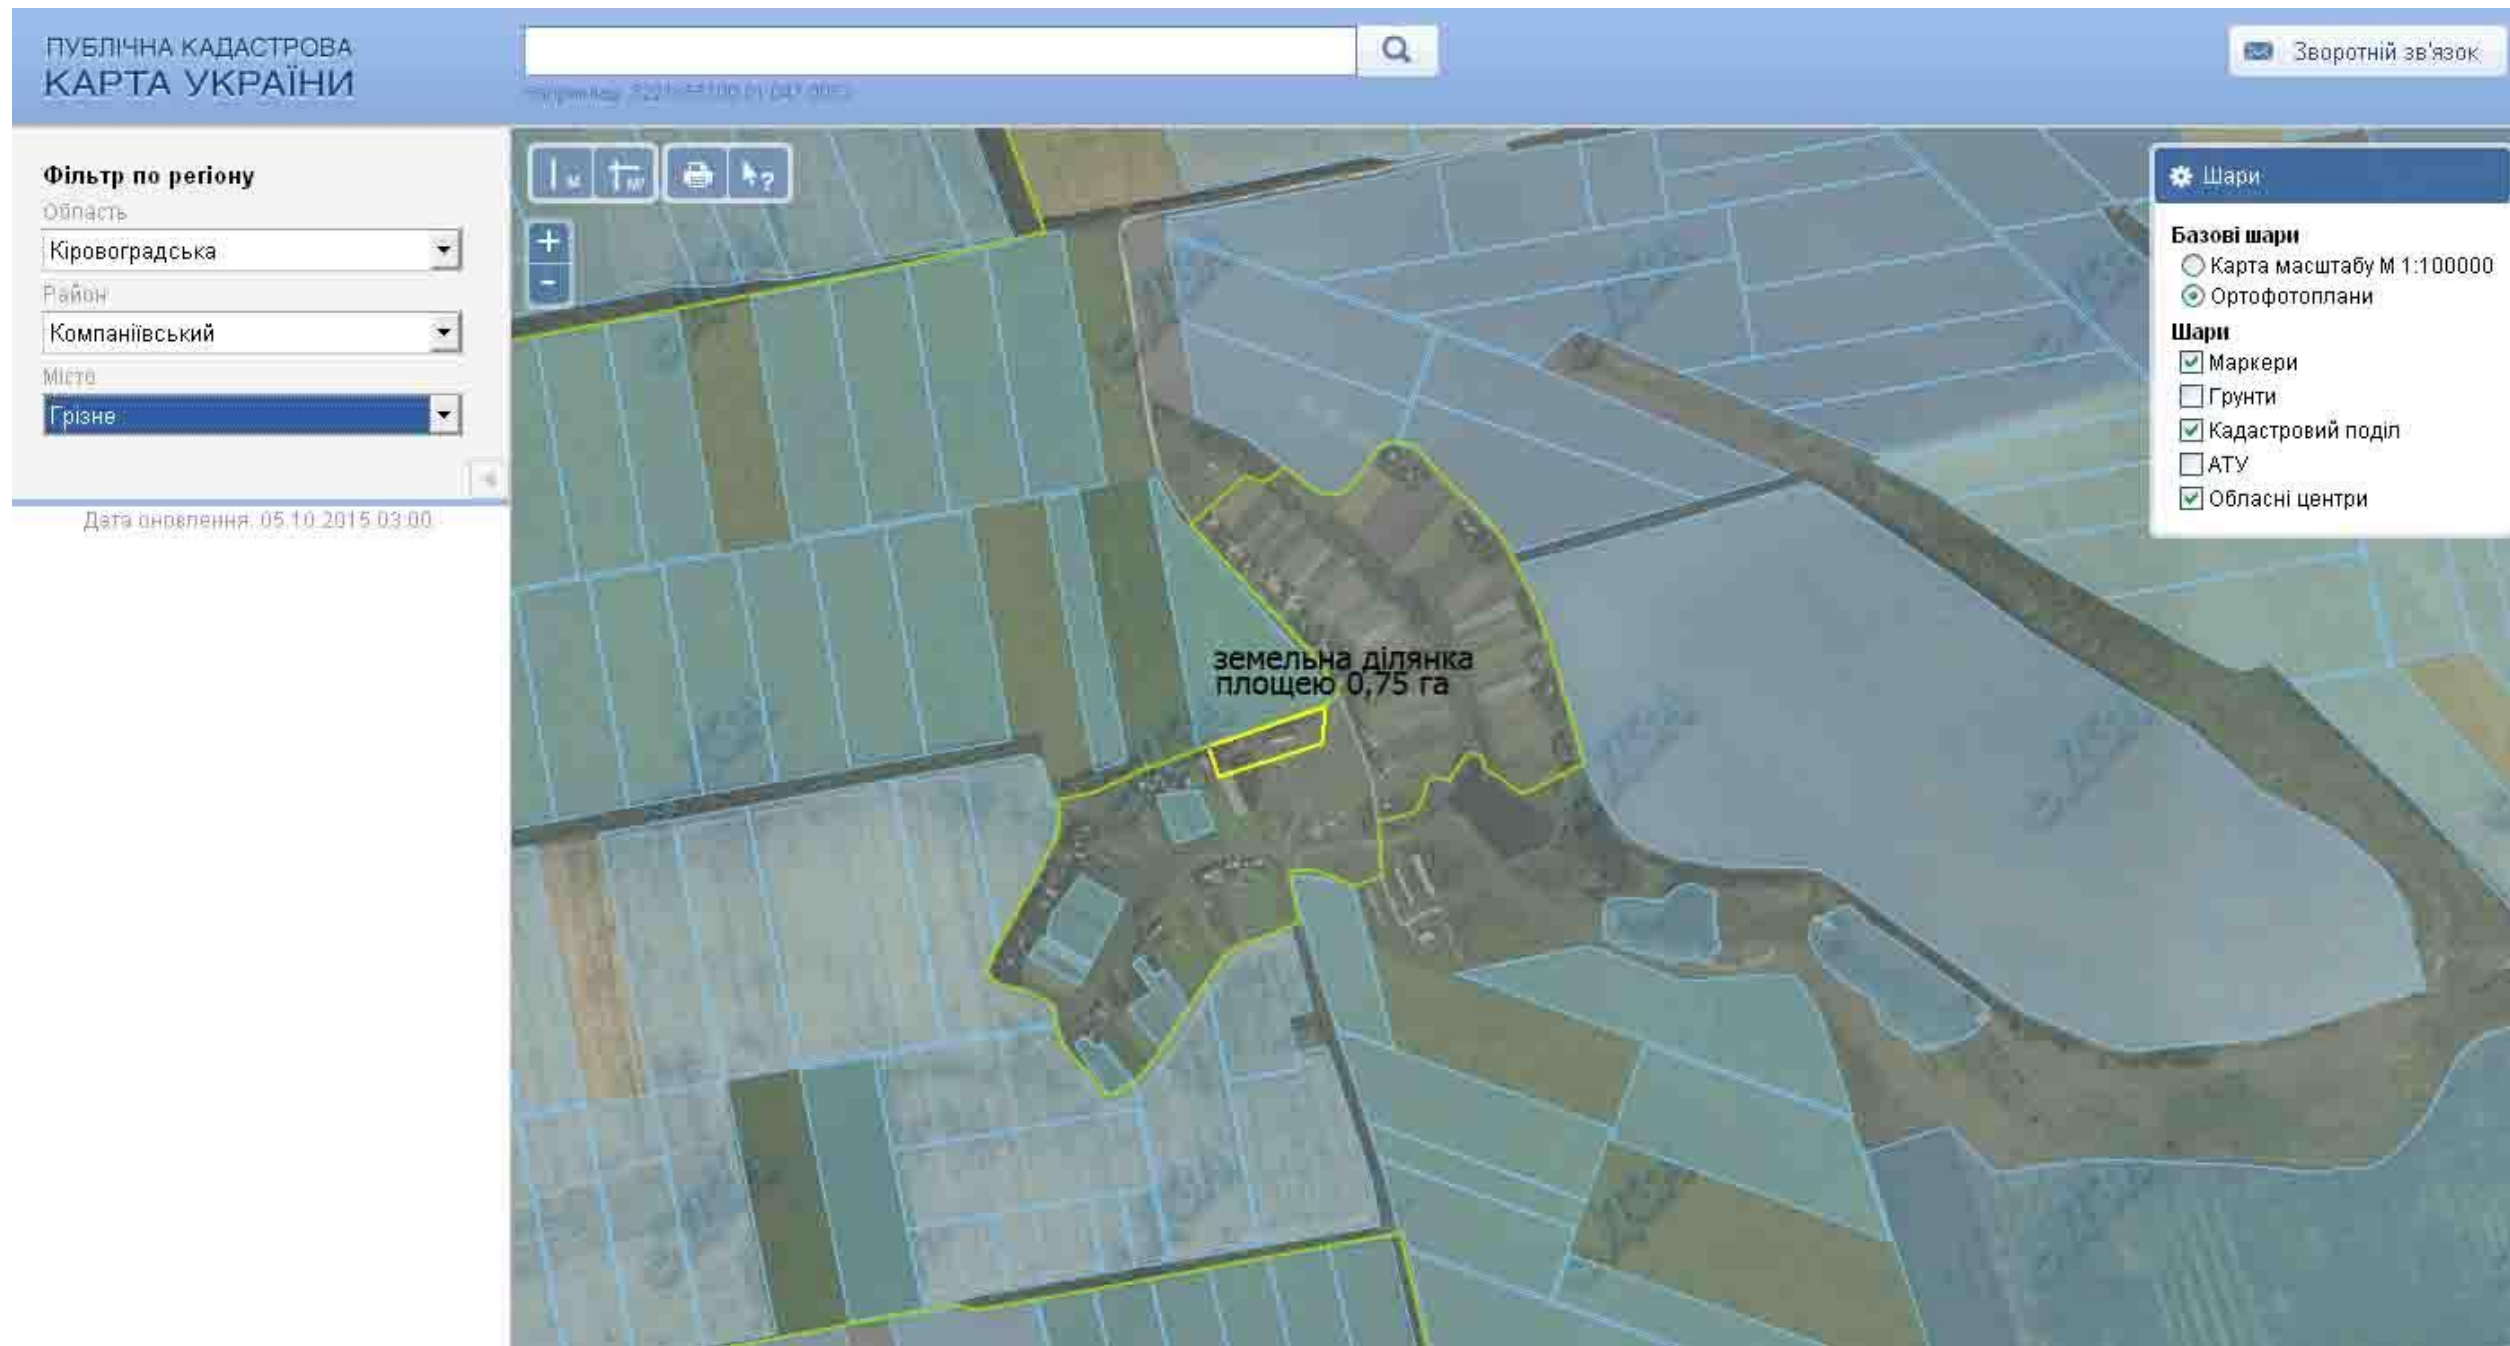 ПУБЛІЧНА КАДАСТРОВА
КАРТА УКРАЇНИ
Зворотній зв'язок
Фільтр по регіону
Область
Кіровоградська
Район
Компаніївський
Місто
Грізне
Дата оновлення: 05.10.2015 03:00
+
-
Шари
Базові шари
Карта масштабу М 1:100000
Ортофотоплани
Шари
Маркери
Грунти
Кадастровий поділ
АТУ
Обласні центри
земельна ділянка
площею 0,75 га